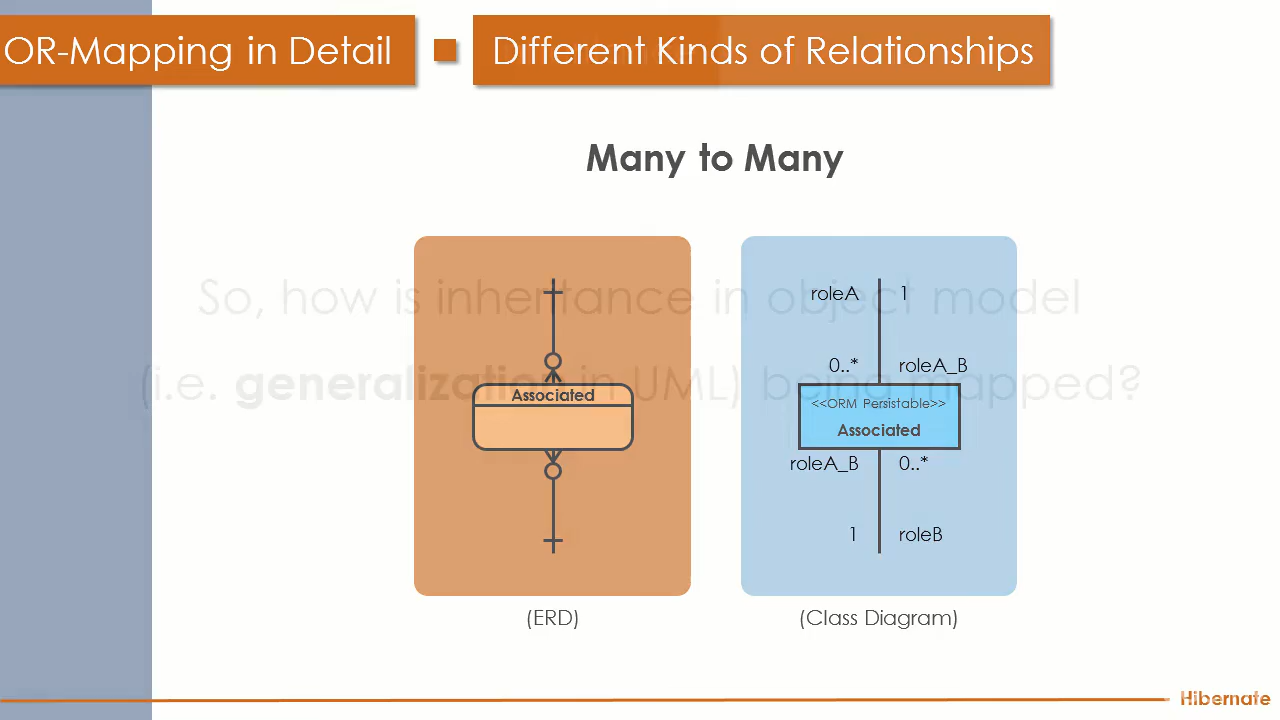 OR-Mapping in Detail
Different Kinds of Relationships
Many to Many
So, how is inheritance in object model
(i.e. generalization in UML) being mapped?
Associated
(ERD)
roleA 1
0..* roleA_B
<<ORM Persistable>>
Associated
roleA_B 0..*
1 roleB
(Class Diagram)
Hibernate